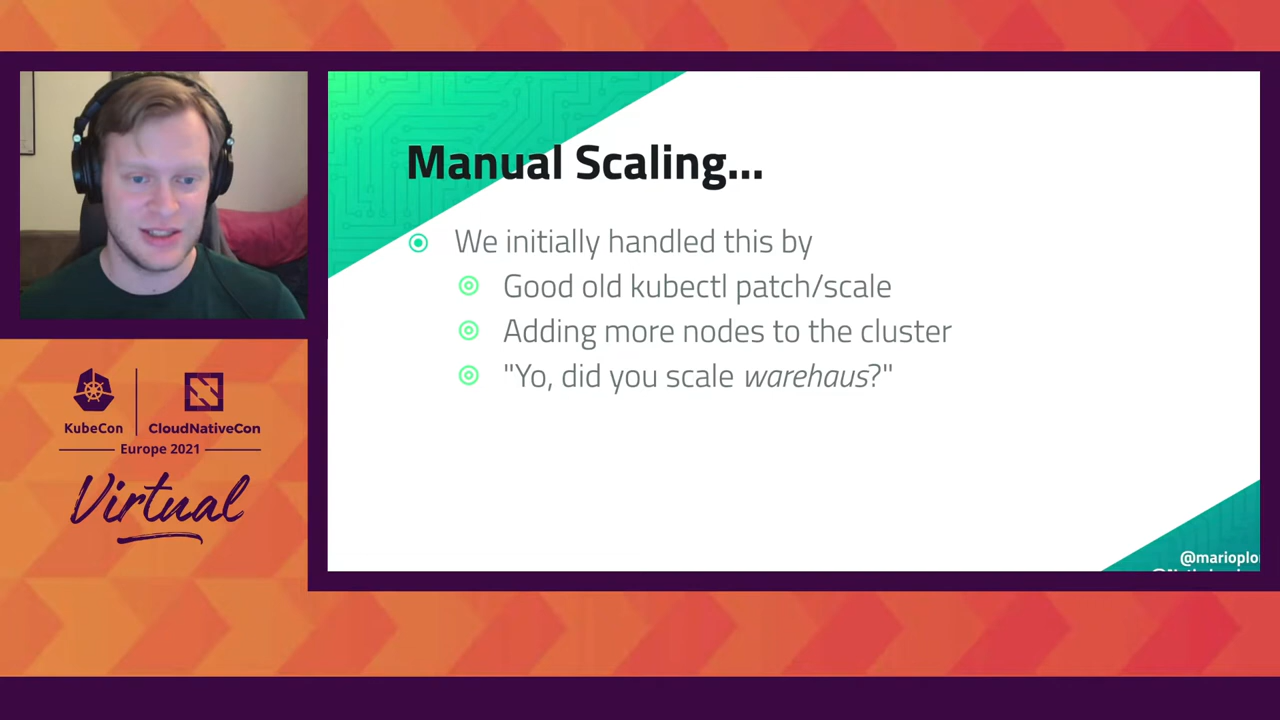 Manual Scaling...
We initially handled this by
Good old kubectl patch/scale
Adding more nodes to the cluster
"Yo, did you scale warehaus?"
KubeCon
CloudNativeCon
Europe 2021
Virtual
@marioplo